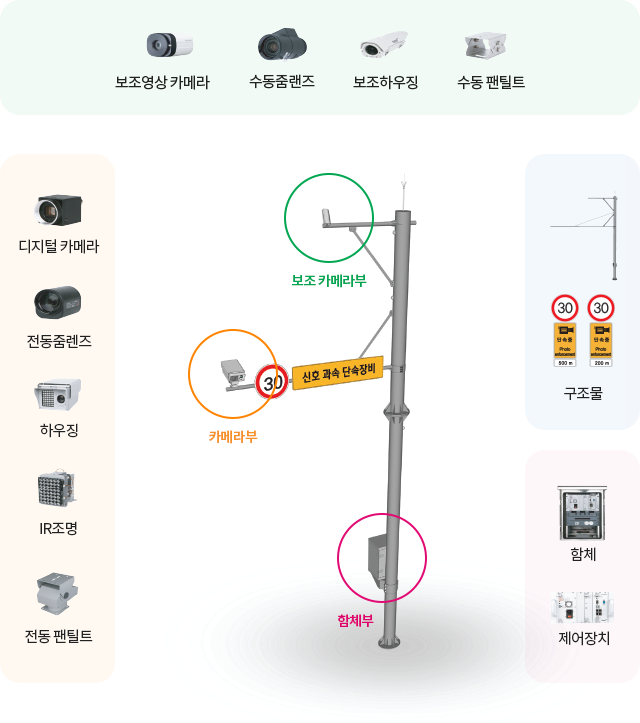 보조영상 카메라
수동줌랜즈
보조하우징
수동 팬틸트
디지털 카메라
전동줌렌즈
하우징
IR조명
전동 팬틸트
보조 카메라부
카메라부
30
신호 과속 단속장비
함체부
30
30
단속중
단속중
Photo
enforcement
Photo
enforcement
500 m
200 m
구조물
함체
제어장치